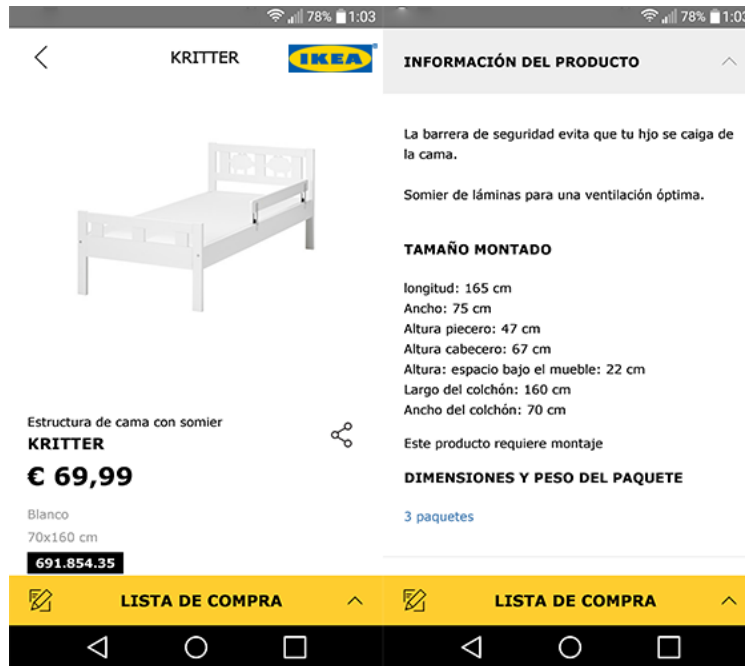 78% 1:03
KRITTER
IKEA
Estructura de cama con somier
KRITTER
€ 69,99
Blanco
70x160 cm
691.854.35
LISTA DE COMPRA
78% 1:03
INFORMACIÓN DEL PRODUCTO
La barrera de seguridad evita que tu hjo se caiga de
la cama.
Somier de láminas para una ventilación óptima.
TAMAÑO MONTADO
longitud: 165 cm
Ancho: 75 cm
Altura piecero: 47 cm
Altura cabecero: 67 cm
Altura: espacio bajo el mueble: 22 cm
Largo del colchón: 160 cm
Ancho del colchón: 70 cm
Este producto requiere montaje
DIMENSIONES Y PESO DEL PAQUETE
3 paquetes
LISTA DE COMPRA